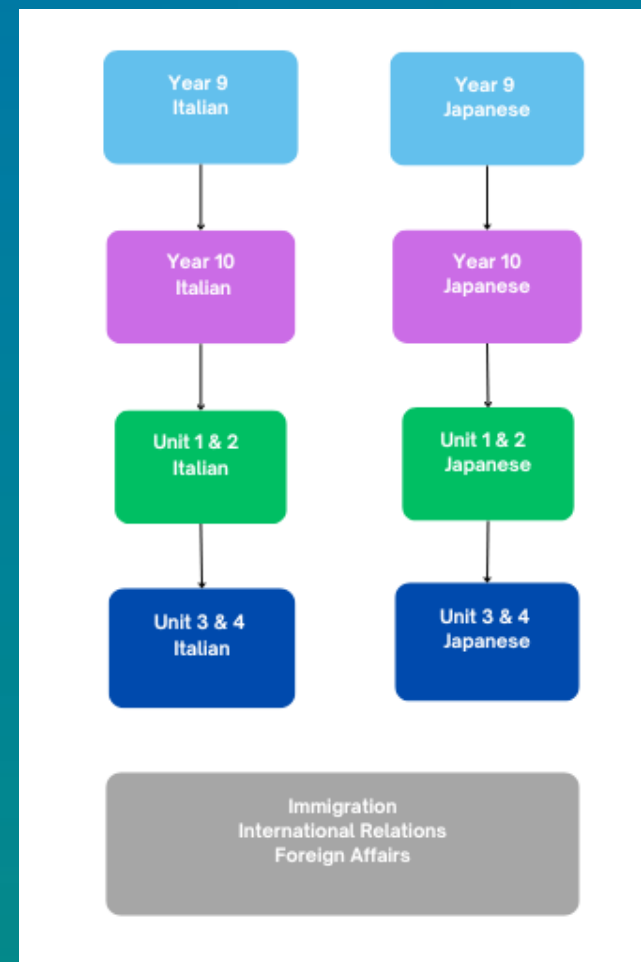 Year 9
Italian
Year 9
Japanese
Year 10
Italian
Year 10
Japanese
Unit 1 & 2
Italian
Unit 1 & 2
Japanese
Unit 3 & 4
Italian
Unit 3 & 4
Japanese
Immigration
International Relations
Foreign Affairs